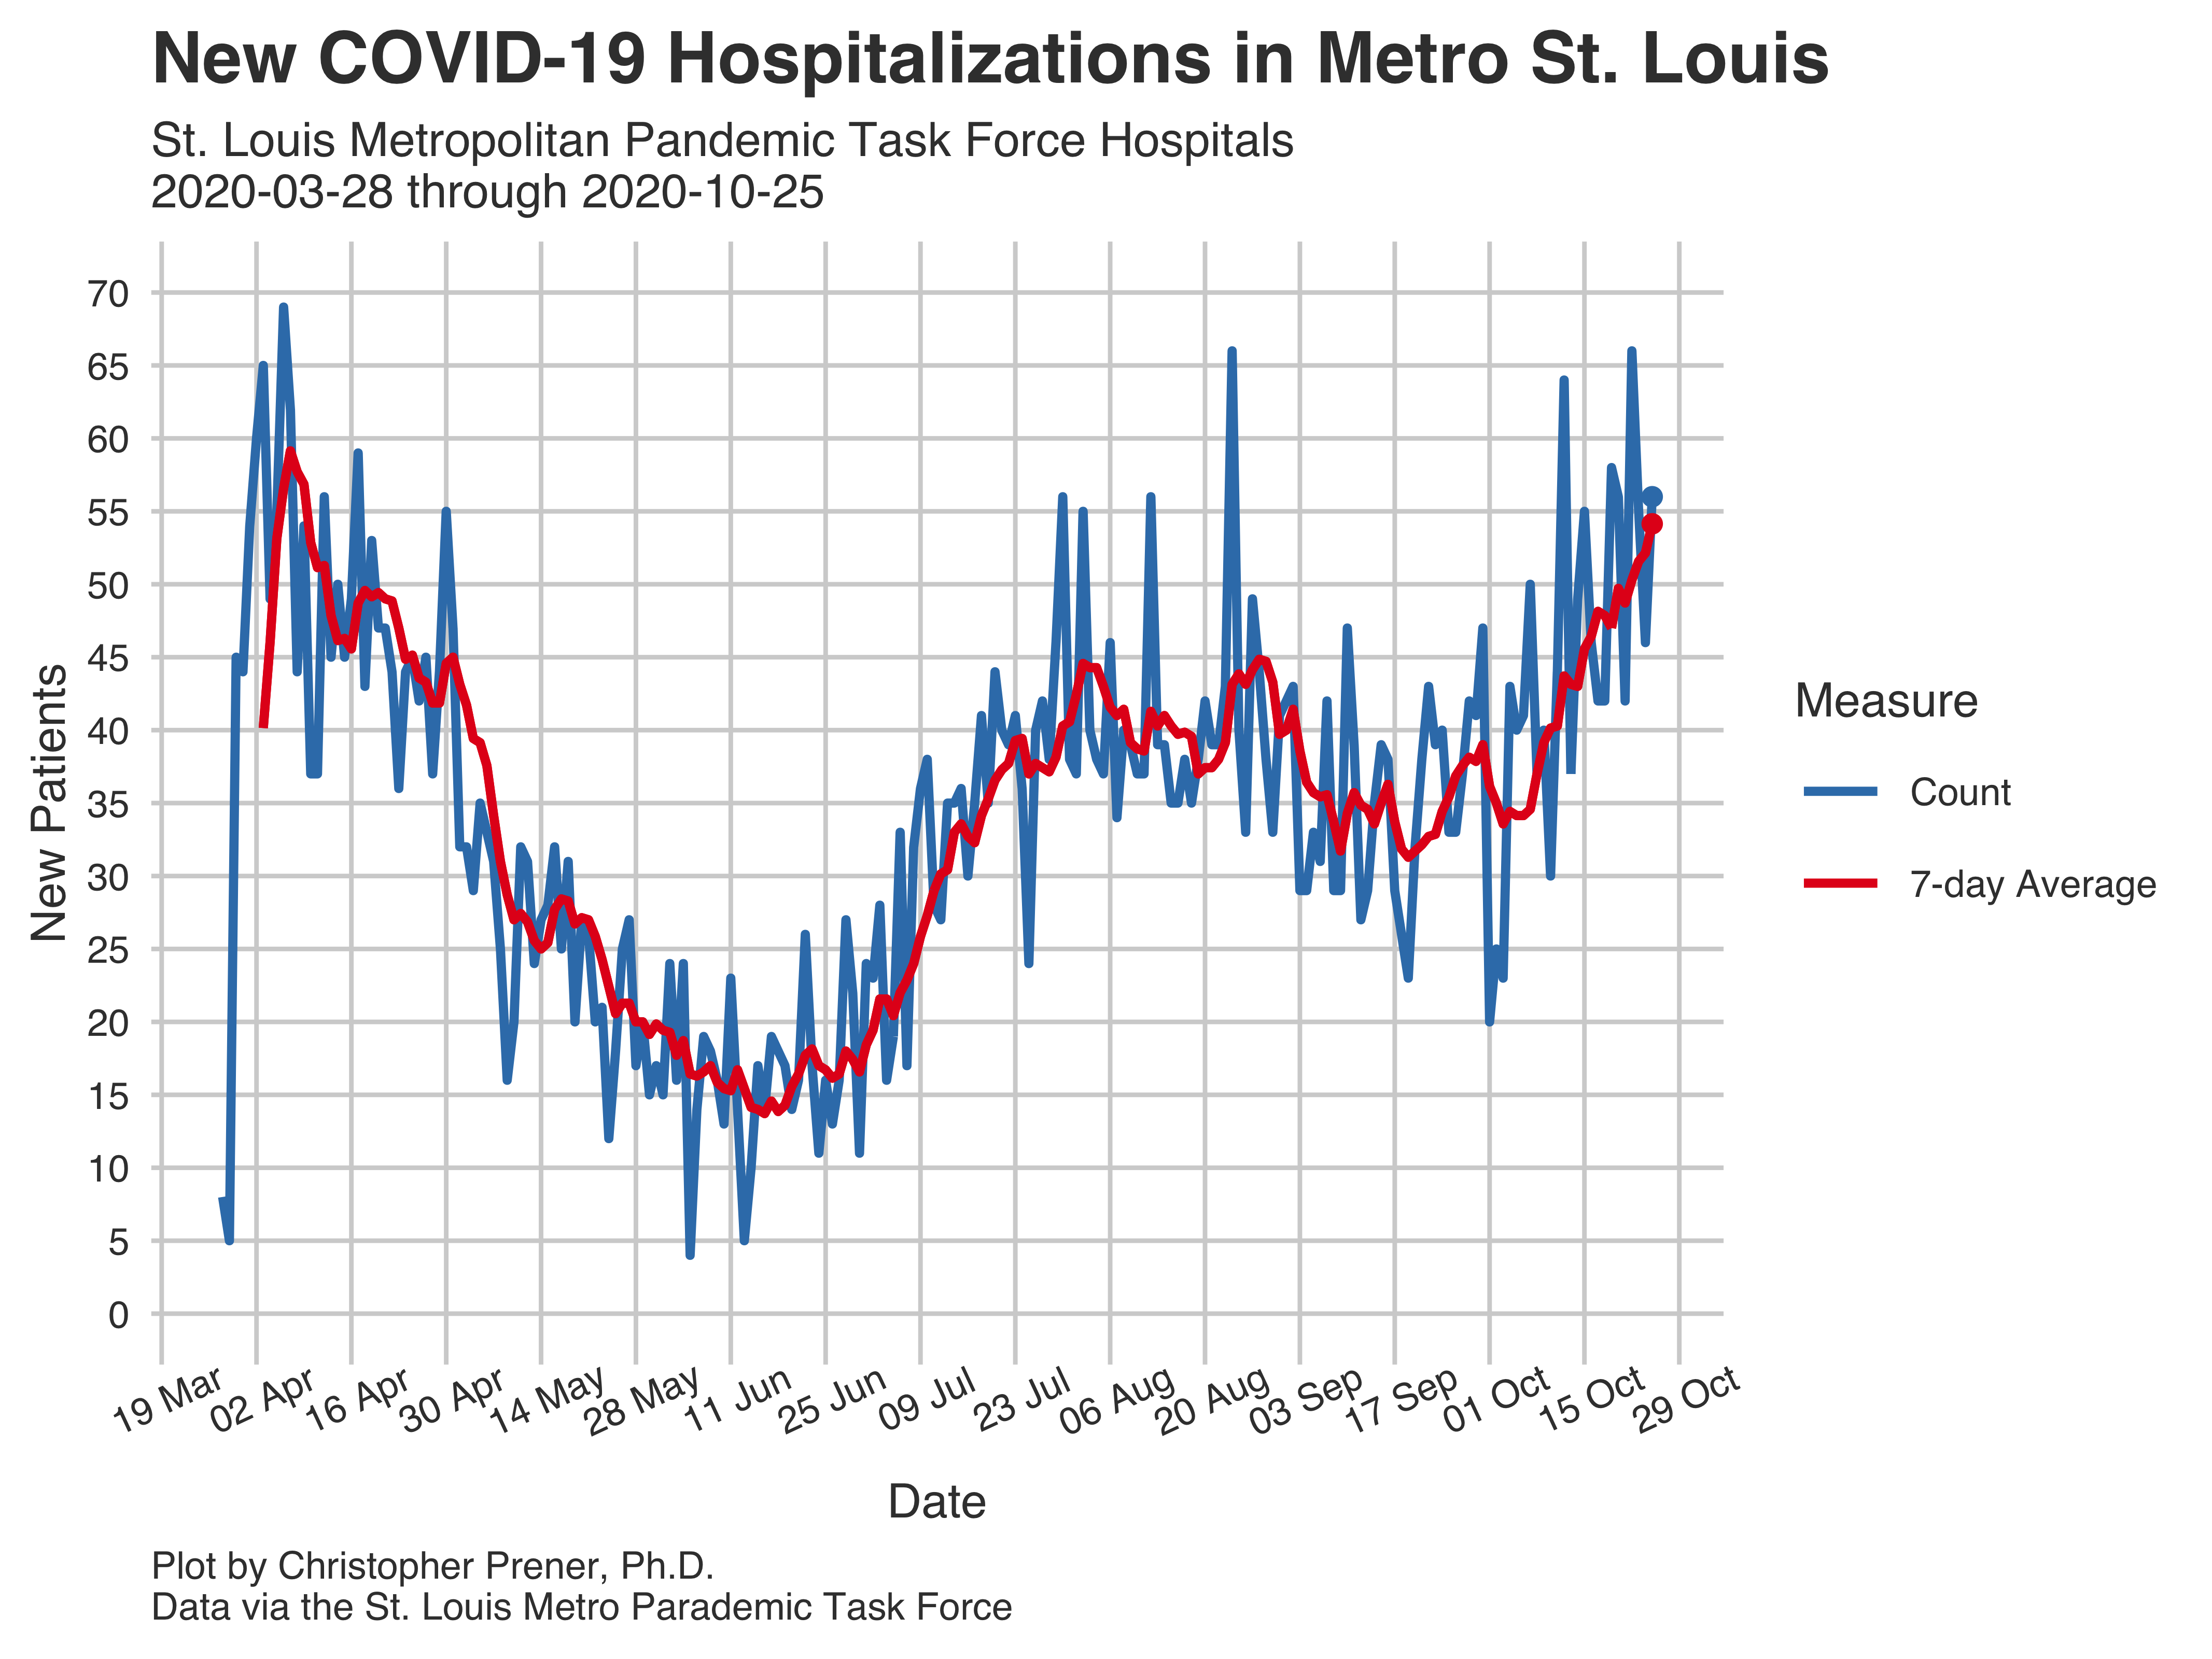 New COVID-19 Hospitalizations in Metro St. Louis
St. Louis Metropolitan Pandemic Task Force Hospitals
2020-03-28 through 2020-10-25
70
65
60
55
50
45
40
35
30
25
20
15
10
5
0
New Patients
19 Mar
02 Apr
16 Apr
30 Apr
14 May
28 May
11 Jun
25 Jun
09 Jul
23 Jul
06 Aug
20 Aug
03 Sep
17 Sep
01 Oct
15 Oct
29 Oct
Date
Measure
Count
7-day Average
Plot by Christopher Prener, Ph.D.
Data via the St. Louis Metro Parademic Task Force